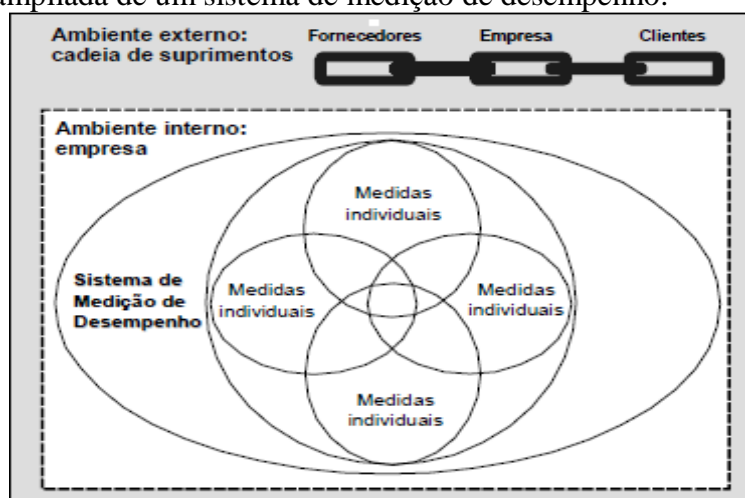 ampliada de um sistema de medição de desempenho.
Ambiente externo:
cadeia de suprimentos
Fornecedores Empresa Clientes
Ambiente interno:
empresa
Medidas
individuais
Sistema de
Medição de
Desempenho
Medidas
individuais
Medidas
individuais
Medidas
individuais